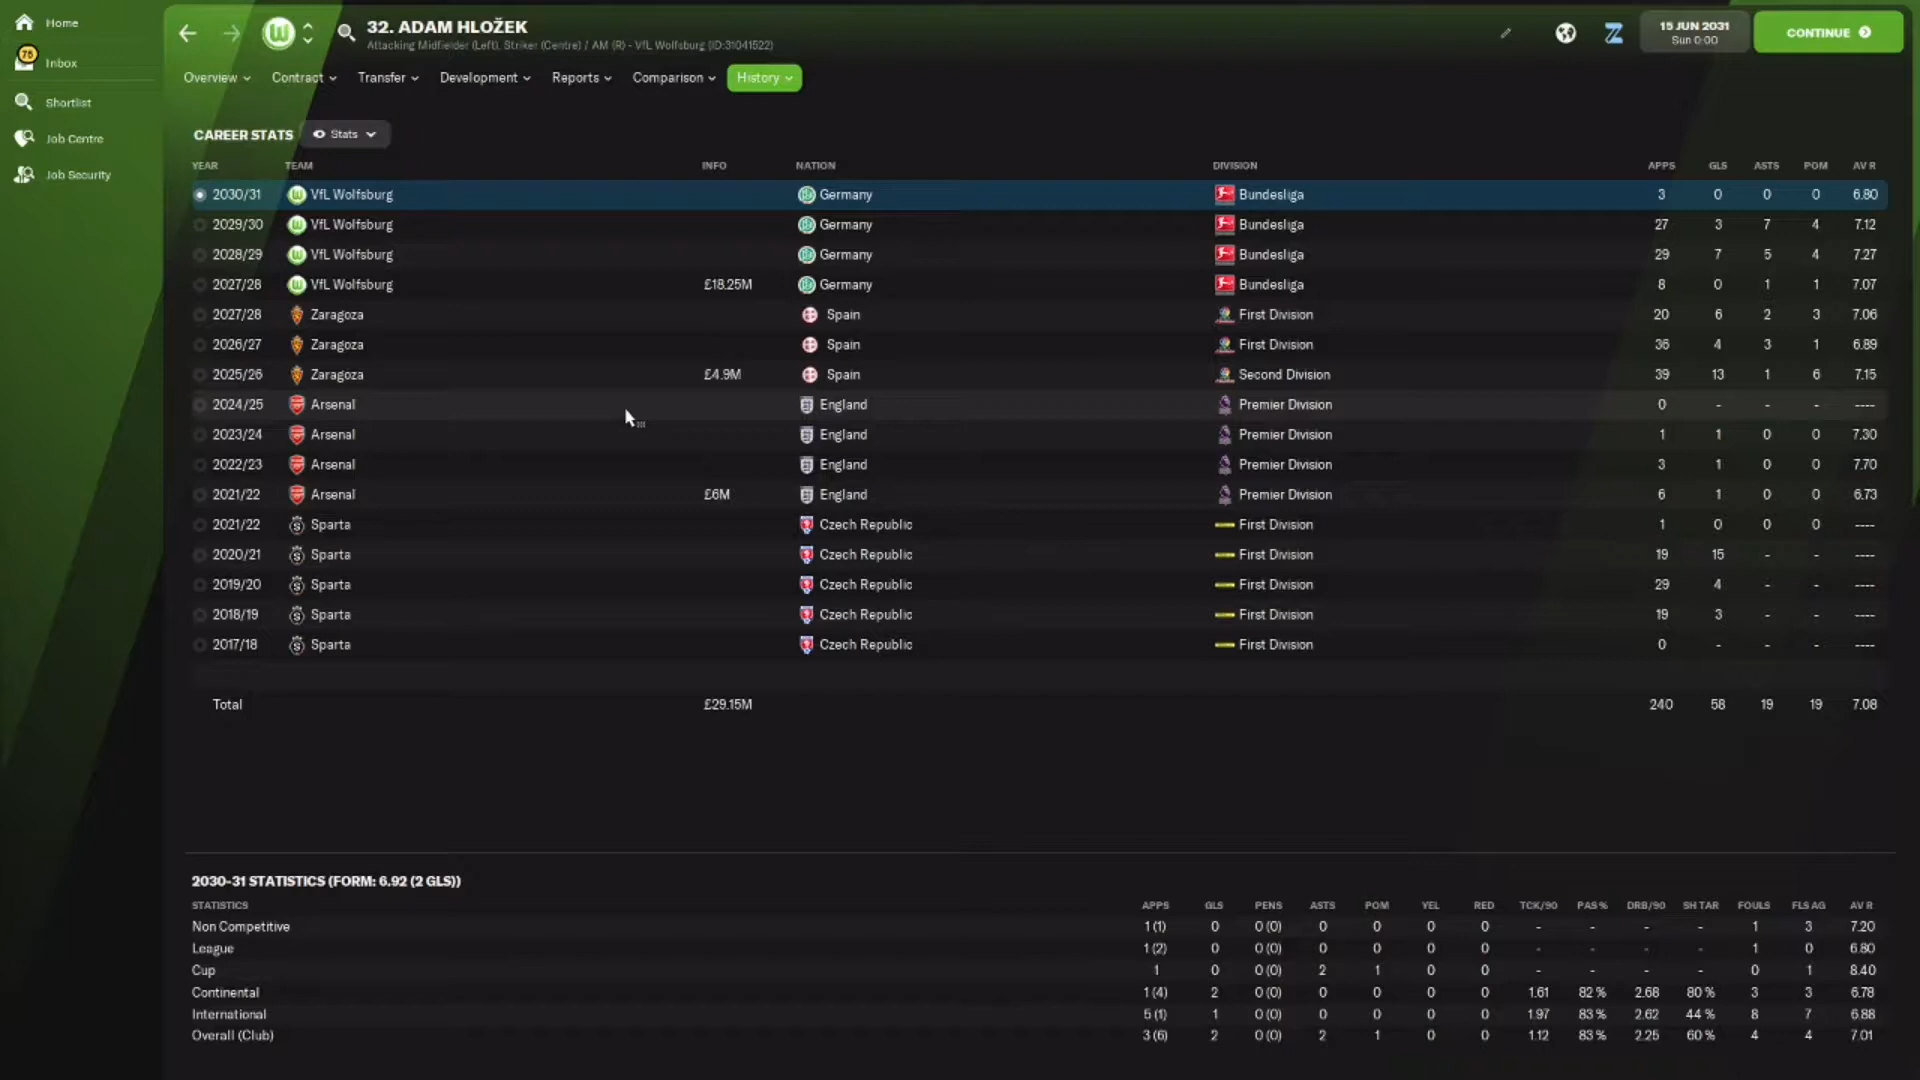 Home
75
Inbox
Shortlist
Job Centre
Job Security
32. ADAM HLOŽEK
Attacking Midfielder (Left), Striker (Centre) / AM (R) - VfL Wolfsburg (ID:31041522)
15 JUN 2031
Sun 0:00
CONTINUE
Overview Contract Transfer Development Reports Comparison History
CAREER STATS Stats
YEAR TEAM INFO NATION DIVISION APPS GLS ASTS POM AV R
2030/31 VfL Wolfsburg Germany Bundesliga 3 0 0 0 6.80
2029/30 VfL Wolfsburg Germany Bundesliga 27 3 7 4 7.12
2028/29 VfL Wolfsburg Germany Bundesliga 29 7 5 4 7.27
2027/28 VfL Wolfsburg £18.25M Germany Bundesliga 8 0 1 1 7.07
2027/28 Zaragoza Spain First Division 20 6 2 3 7.06
2026/27 Zaragoza Spain First Division 36 4 3 1 6.89
2025/26 Zaragoza £4.9M Spain Second Division 39 13 1 6 7.15
2024/25 Arsenal England Premier Division 0 - - - ----
2023/24 Arsenal England Premier Division 1 1 0 0 7.30
2022/23 Arsenal England Premier Division 3 1 0 0 7.70
2021/22 Arsenal £6M England Premier Division 6 1 0 0 6.73
2021/22 Sparta Czech Republic First Division 1 0 0 0 ----
2020/21 Sparta Czech Republic First Division 19 15 - - ----
2019/20 Sparta Czech Republic First Division 29 4 - - ----
2018/19 Sparta Czech Republic First Division 19 3 - - ----
2017/18 Sparta Czech Republic First Division 0 - - - ----
Total £29.15M 240 58 19 19 7.08
2030-31 STATISTICS (FORM: 6.92 (2 GLS))
STATISTICS APPS GLS PENS ASTS POM YEL RED TCK/90 PAS % DRB/90 SH TAR FOULS FLS AG AV R
Non Competitive 1 (1) 0 0 (0) 0 0 0 0 - - - - 1 3 7.20
League 1 (2) 0 0 (0) 0 0 0 0 - - - - 1 0 6.80
Cup 1 0 0 (0) 2 1 0 0 - - - - 0 1 8.40
Continental 1 (4) 2 0 (0) 0 0 0 0 1.61 82 % 2.68 80 % 3 3 6.78
International 5 (1) 1 0 (0) 0 0 0 0 1.97 83 % 2.62 44 % 8 7 6.88
Overall (Club) 3 (6) 2 0 (0) 2 1 0 0 1.12 83 % 2.25 60 % 4 4 7.01